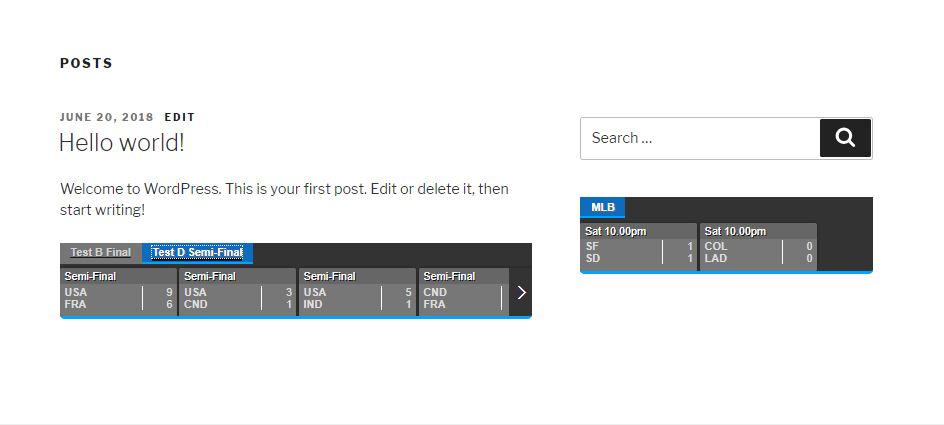 POSTS
JUNE 20, 2018 EDIT
Hello world!
Welcome to WordPress. This is your first post. Edit or delete it, then
start writing!
Test B Final Test D Semi-Final
Semi-Final Semi-Final Semi-Final Semi-Final
USA 9 USA 3 USA 5 CND
FRA 6 CND 1 IND 1 FRA
Search ...
MLB
Sat 10.00pm Sat 10.00pm
SF 1 COL 0
SD 1 LAD 0